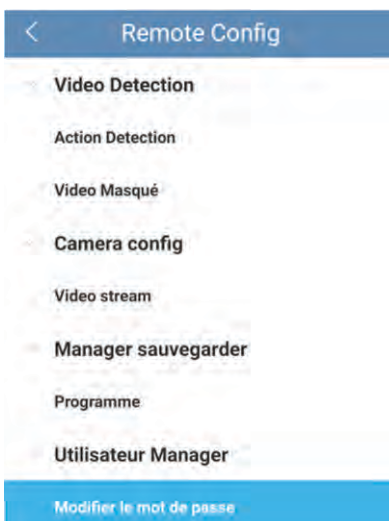 Remote Config
Video Detection
Action Detection
Video Masqué
Camera config
Video stream
Manager sauvegarder
Programme
Utilisateur Manager
Modifier le mot de passe